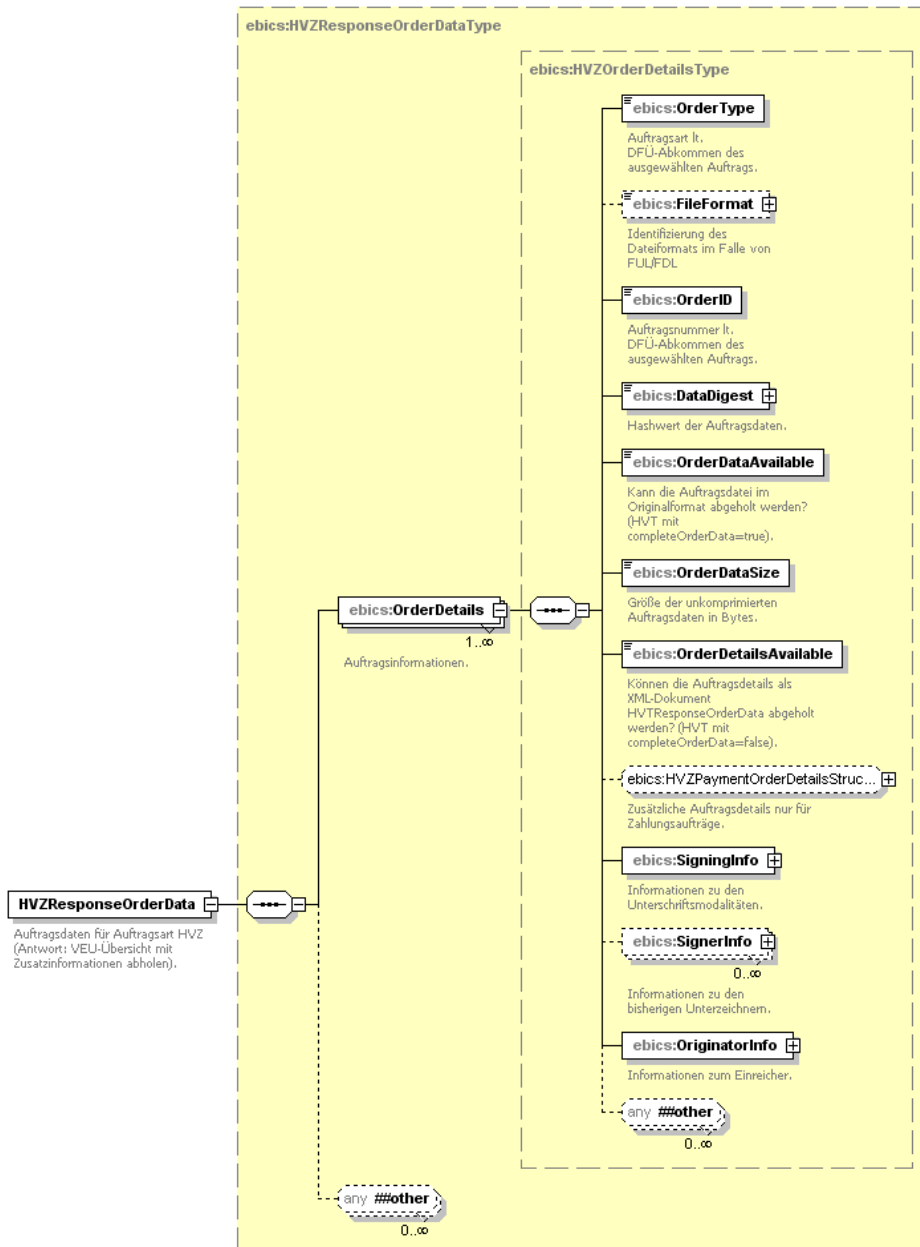 ebics:HVZResponseOrderDataType
ebics:HVZOrderDetailsType
ebics:OrderType
Auftragsart lt.
DFÜ-Abkommen des
ausgewählten Auftrags.
ebics:FileFormat
Identifizierung des
Dateiformats im Falle von
FUL/FDL
ebics:OrderID
Auftragsnummer lt.
DFÜ-Abkommen des
ausgewählten Auftrags.
ebics:DataDigest
Hashwert der Auftragsdaten.
ebics:OrderDataAvailable
Kann die Auftragsdatei im
Originalformat abgeholt werden?
(HVT mit
completeOrderData=true).
ebics:OrderDataSize
Größe der unkomprimierten
Auftragsdaten in Bytes.
ebics:OrderDetails
1..∞
Auftragsinformationen.
ebics:OrderDetailsAvailable
Können die Auftragsdetails als
XML-Dokument
HVTResponseOrderData abgeholt
werden? (HVT mit
completeOrderData=false).
ebics:HVZPaymentOrderDetailsStruc...
Zusätzliche Auftragsdetails nur für
Zahlungsaufträge.
ebics:SigningInfo
Informationen zu den
Unterschriftsmodalitäten.
HVZResponseOrderData
Auftragsdaten für Auftragsart HVZ
(Antwort: VEU-Übersicht mit
Zusatzinformationen abholen).
ebics:SignerInfo
0..∞
Informationen zu den
bisherigen Unterzeichnern.
ebics:OriginatorInfo
Informationen zum Einreicher.
any ##other
0..∞
any ##other
0..∞